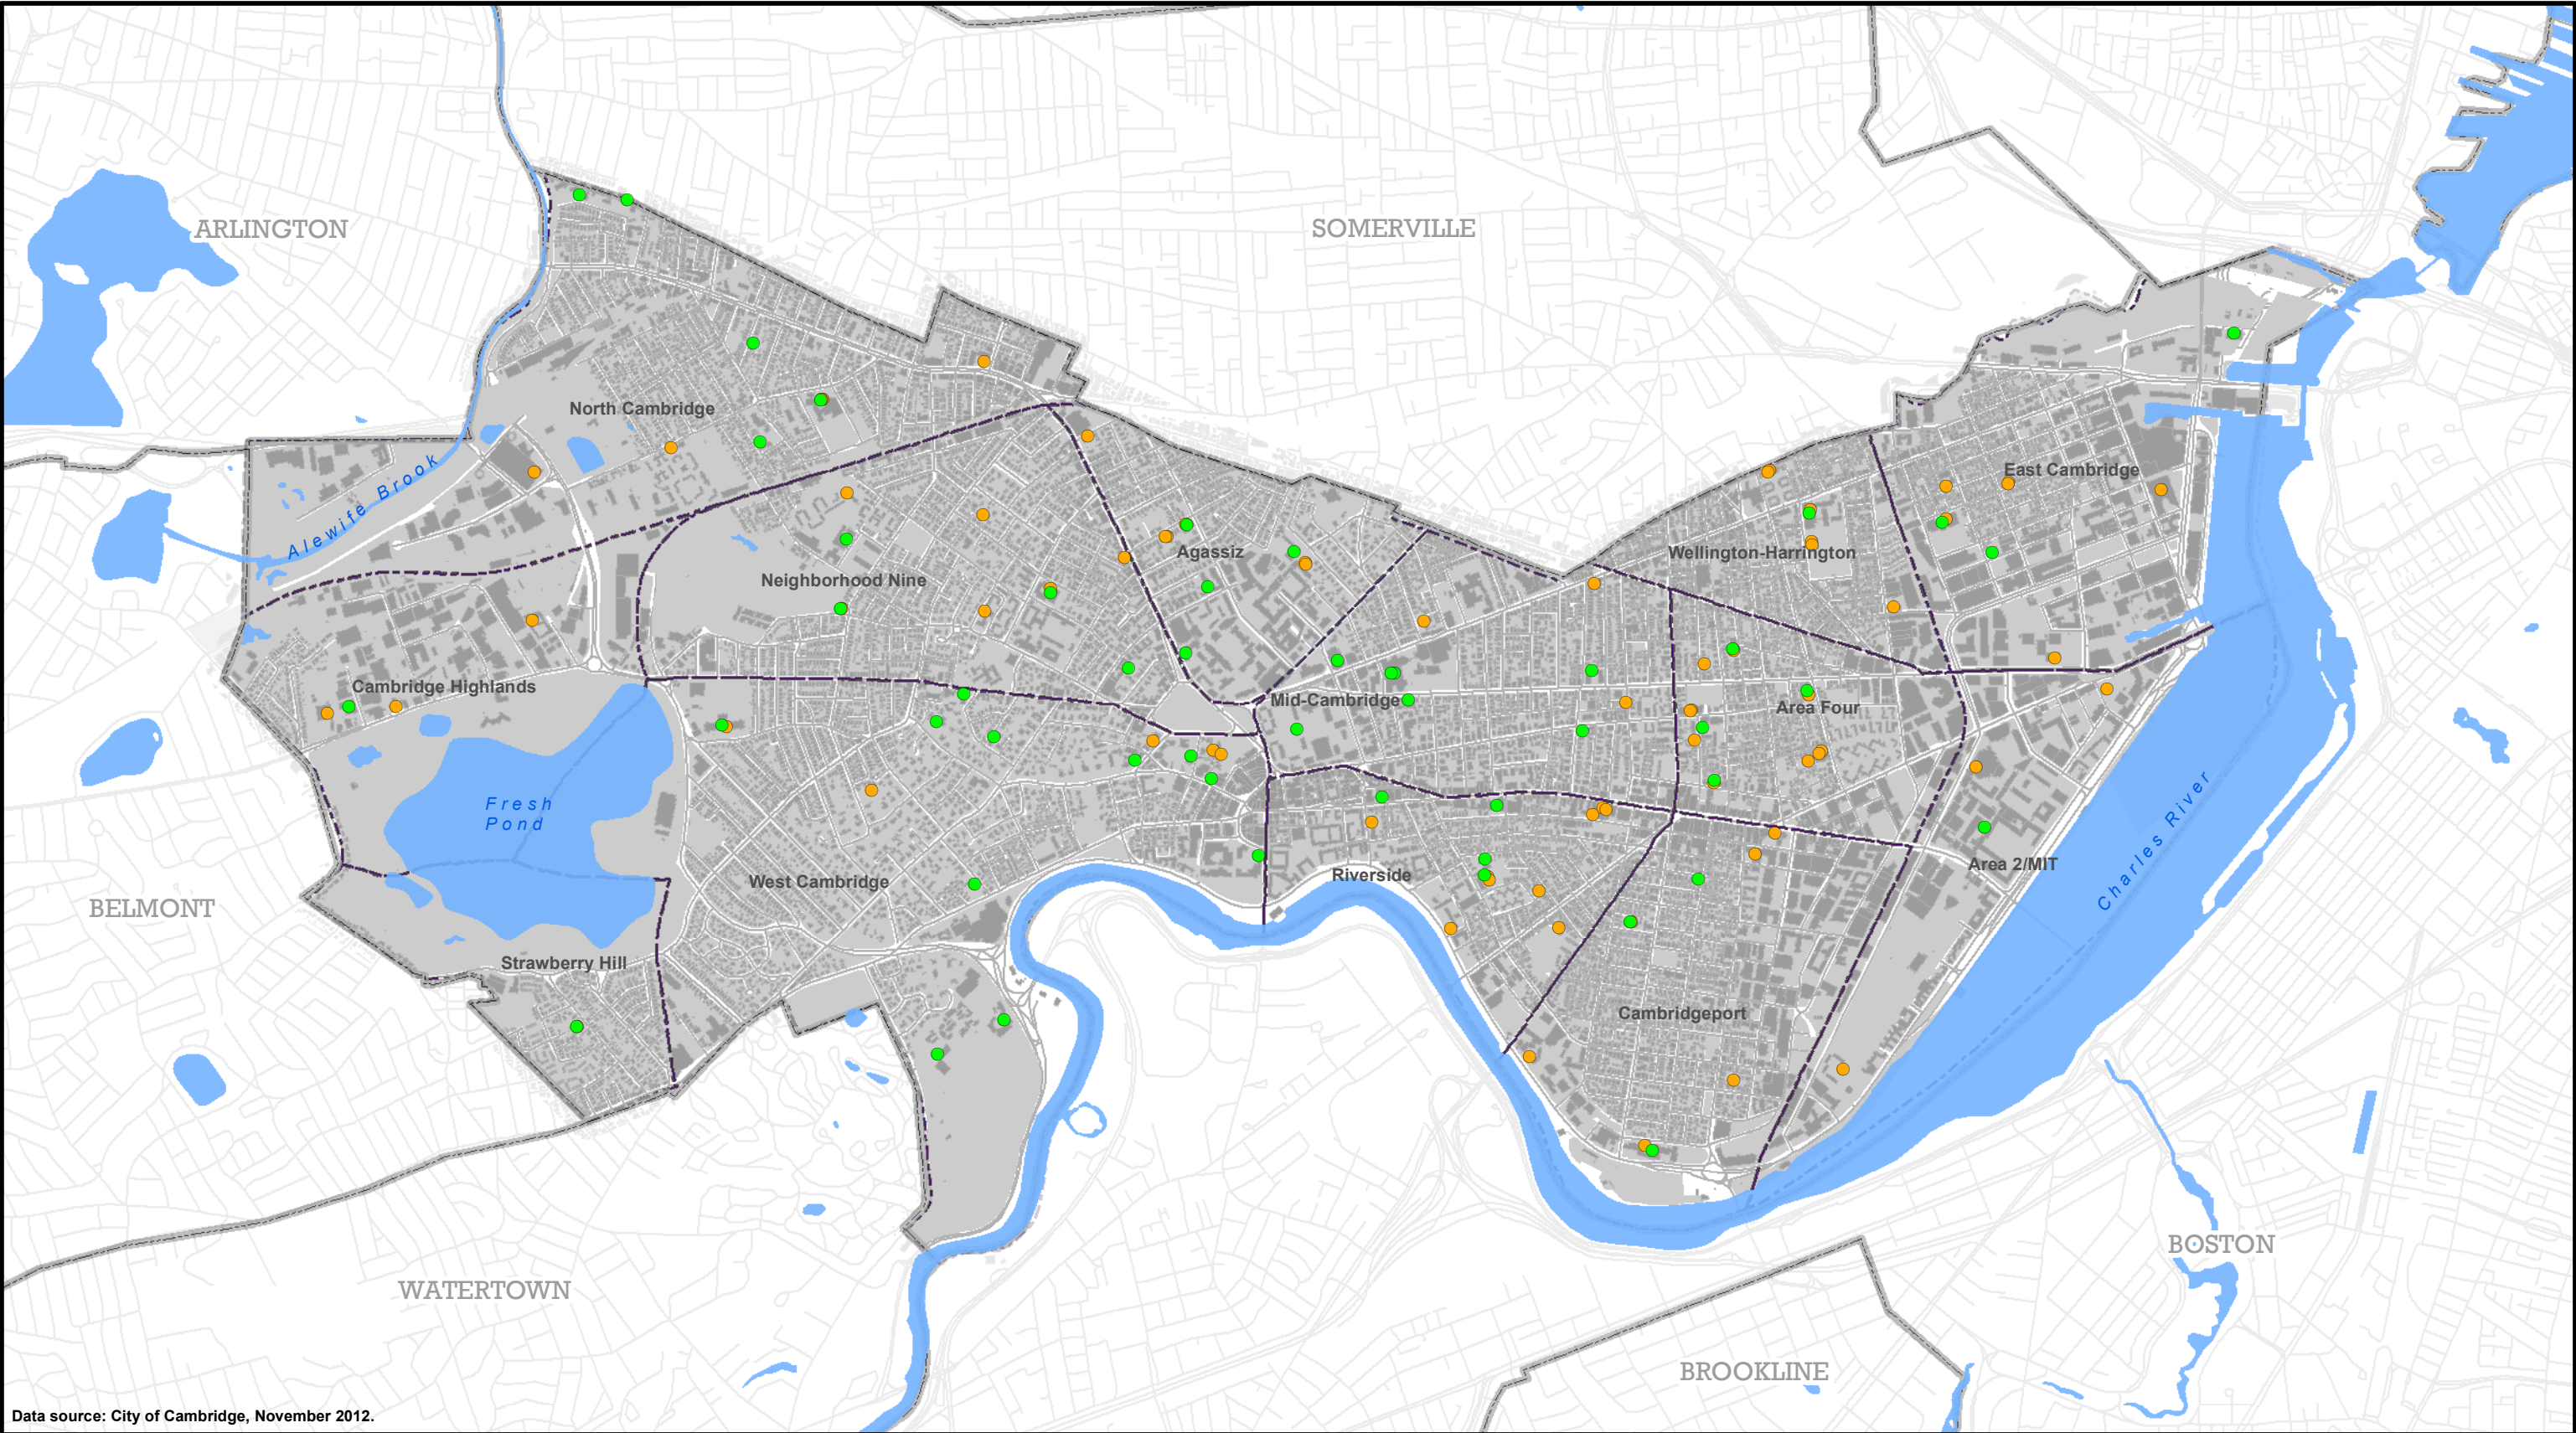 ARLINGTON
SOMERVILLE
North Cambridge
Alewife Brook
East Cambridge
Agassiz
Wellington-Harrington
Neighborhood Nine
Cambridge Highlands
Mid-Cambridge
Area Four
Fresh
Pond
Charles River
Area 2/MIT
Riverside
West Cambridge
BELMONT
Strawberry Hill
Cambridgeport
BOSTON
WATERTOWN
BROOKLINE
Data source: City of Cambridge, November 2012.